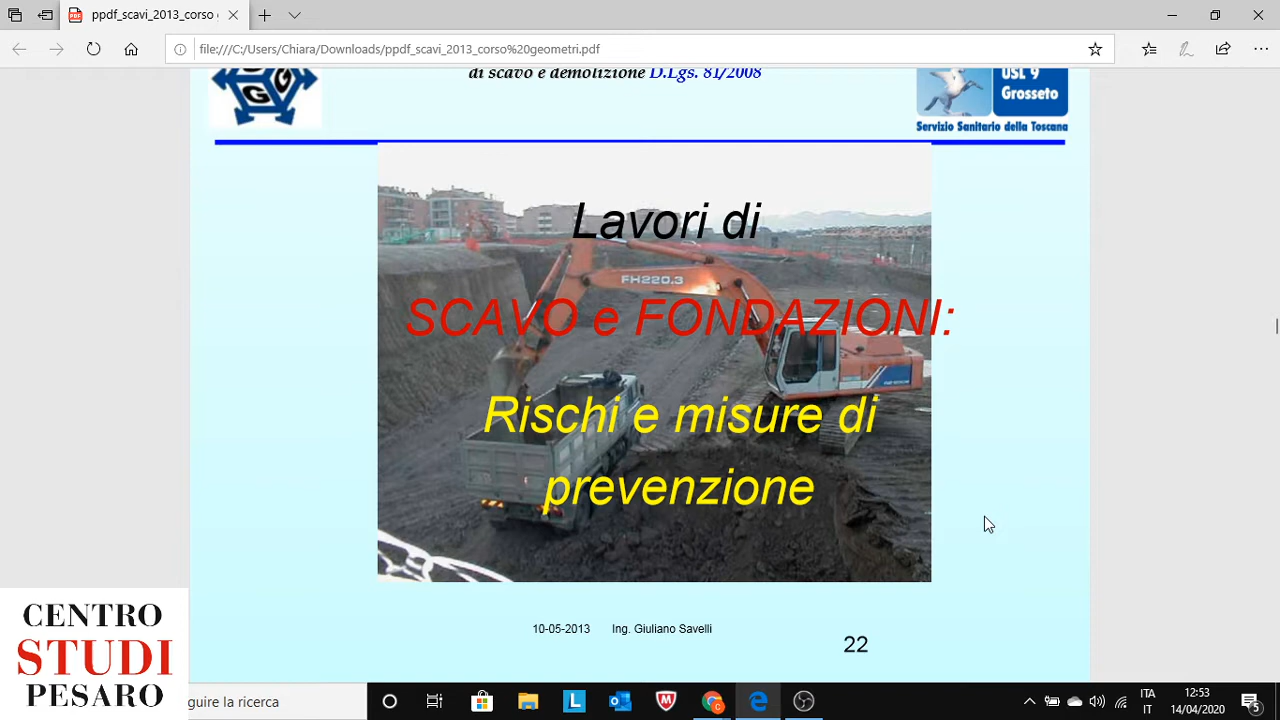 ppdf_scavi_2013_corso
file:///C:/Users/Chiara/Downloads/ppdf_scavi_2013_corso%20geometri.pdf
di scavo e demolizione D.Lgs. 81/2008
USL 9
Grosseto
Servizio Sanitario della Toscana
Lavori di
FH220.3
SCAVO e FONDAZIONI:
Rischi e misure di
prevenzione
10-05-2013 Ing. Giuliano Savelli
22
CENTRO
STUDI
PESARO
guire la ricerca
ITA
IT
12:53
14/04/2020
5